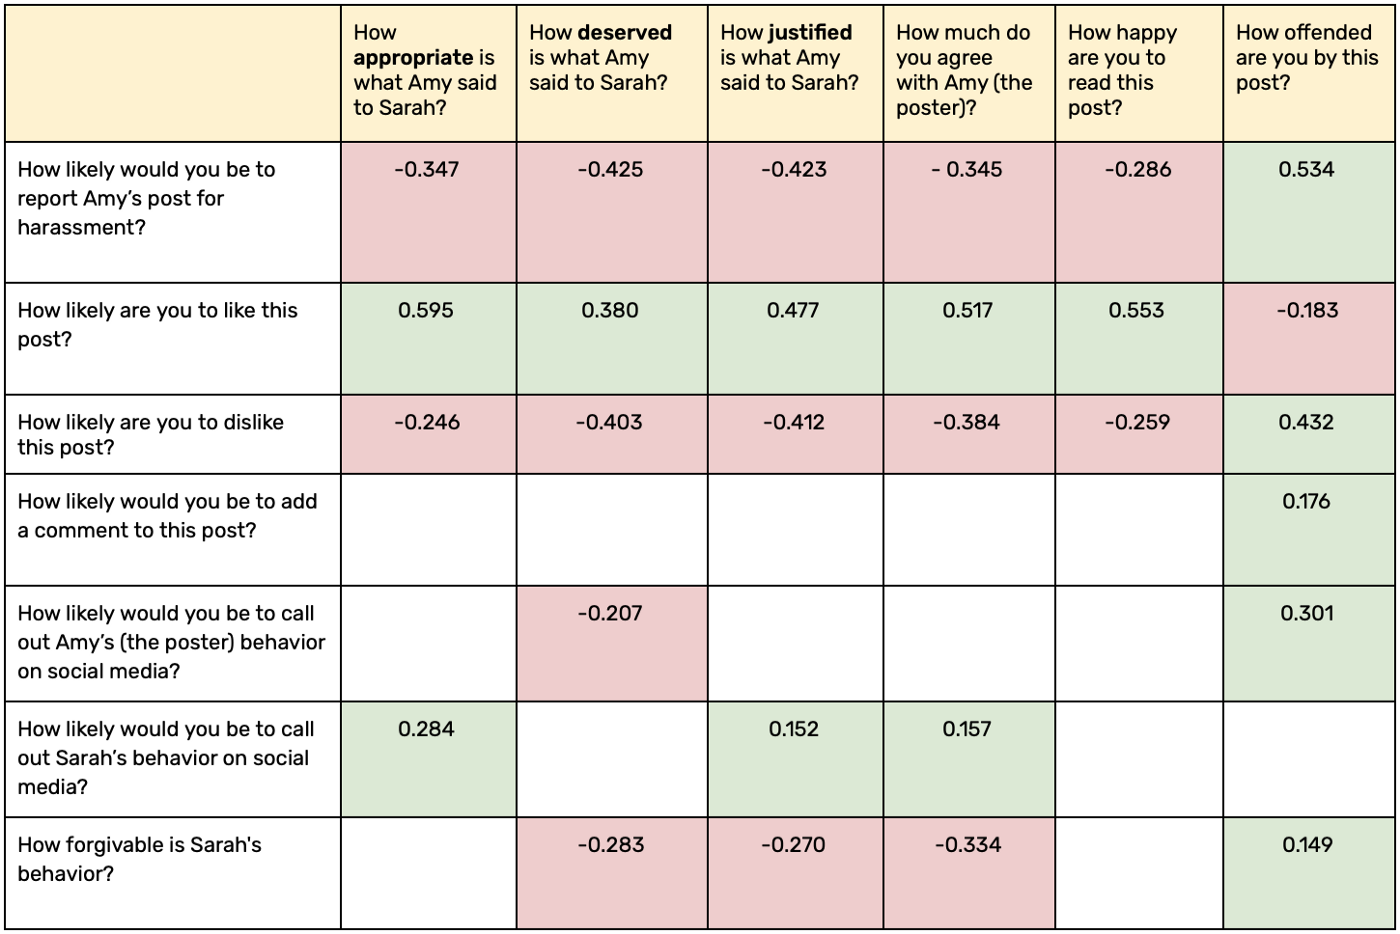 How appropriate is what Amy said to Sarah?
How deserved is what Amy said to Sarah?
How justified is what Amy said to Sarah?
How much do you agree with Amy (the poster)?
How happy are you to read this post?
How offended are you by this post?
How likely would you be to report Amy’s post for harassment?
-0.347
-0.425
-0.423
- 0.345
-0.286
0.534
How likely are you to like this post?
0.595
0.380
0.477
0.517
0.553
-0.183
How likely are you to dislike this post?
-0.246
-0.403
-0.412
-0.384
-0.259
0.432
How likely would you be to add a comment to this post?
0.176
How likely would you be to call out Amy’s (the poster) behavior on social media?
-0.207
0.301
How likely would you be to call out Sarah’s behavior on social media?
0.284
0.152
0.157
How forgivable is Sarah's behavior?
-0.283
-0.270
-0.334
0.149